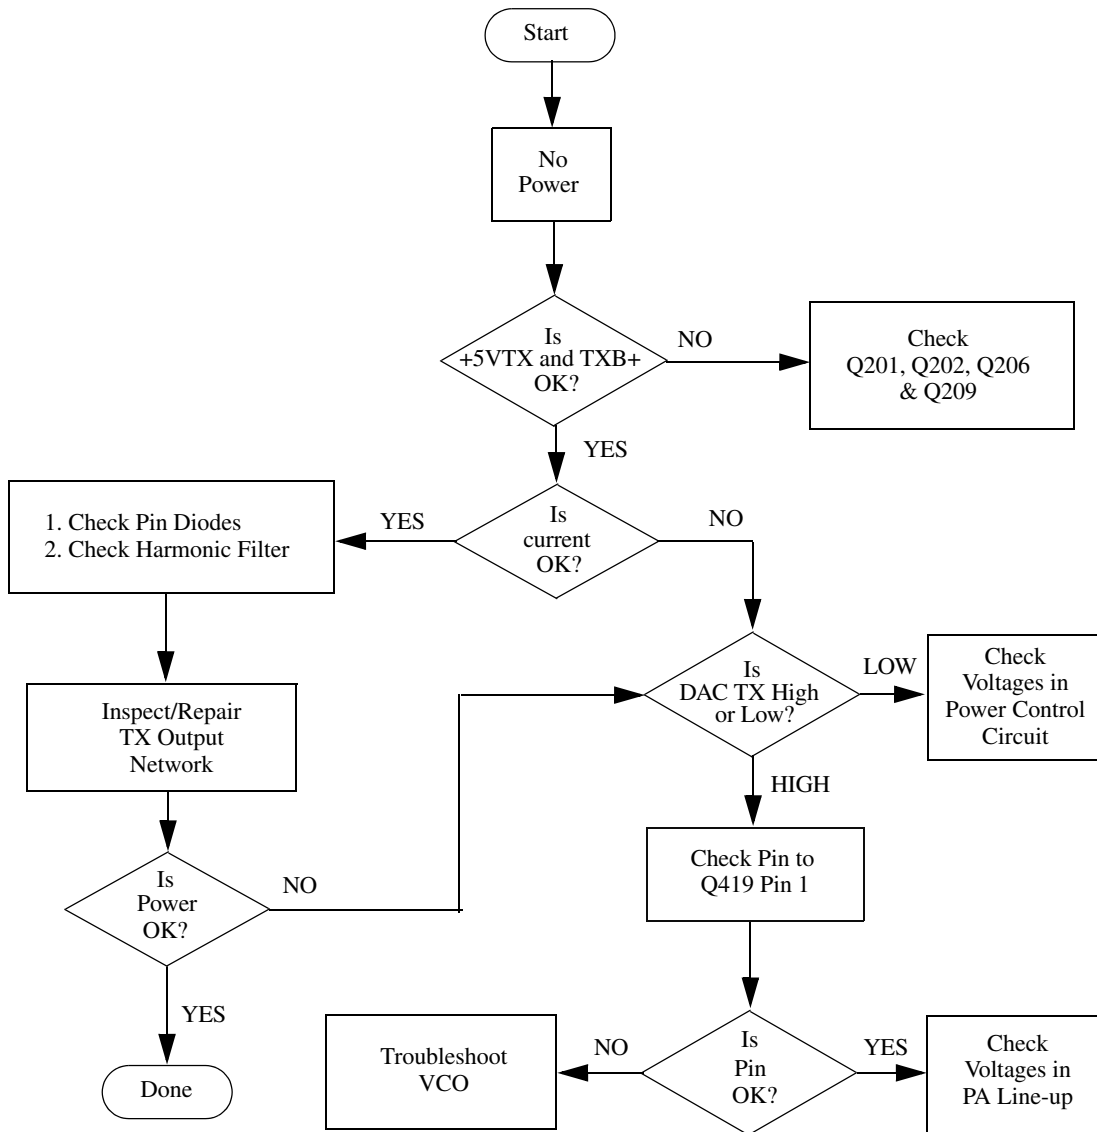 Start
No
Power
Is
+5VTX and TXB+
OK?
NO
Check
Q201, Q202, Q206
& Q209
YES
1. Check Pin Diodes
2. Check Harmonic Filter
YES
Is
current
OK?
NO
Is
DAC TX High
or Low?
LOW
Check
Voltages in
Power Control
Circuit
Inspect/Repair
TX Output
Network
HIGH
Check Pin to
Q419 Pin 1
Is
Power
OK?
NO
YES
Done
Troubleshoot
VCO
NO
Is
Pin
OK?
YES
Check
Voltages in
PA Line-up